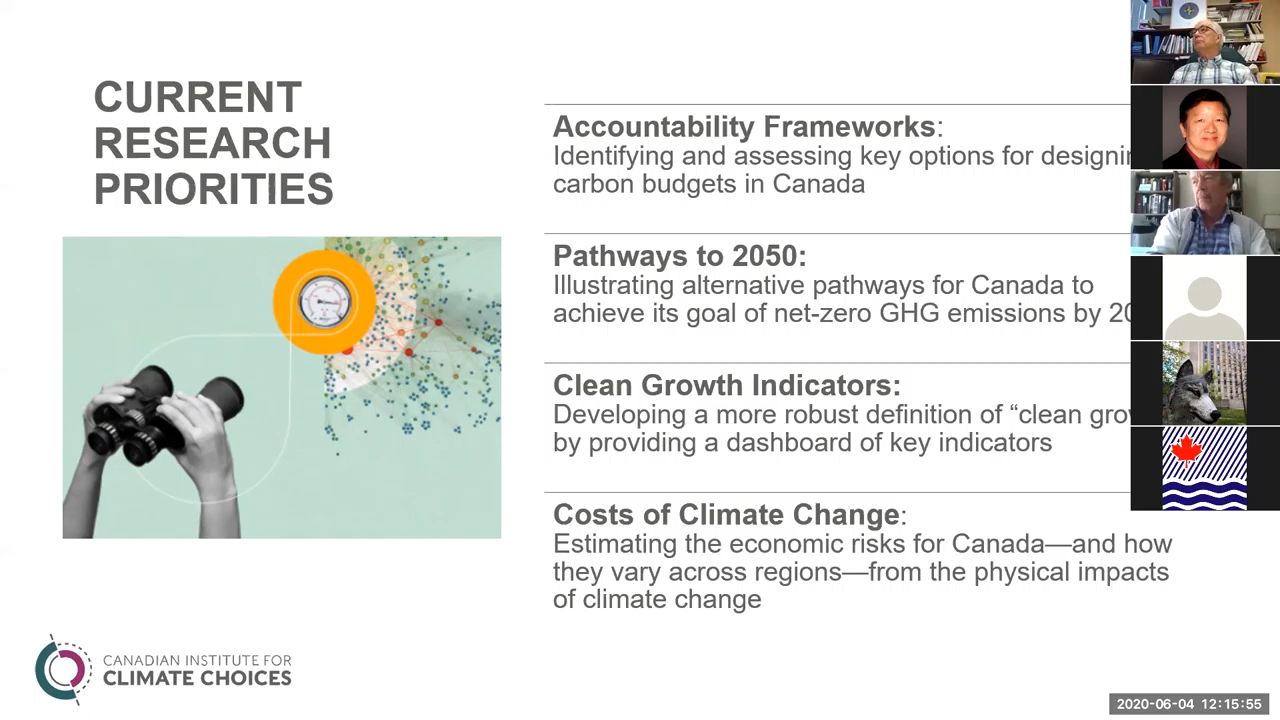 CURRENT
RESEARCH
PRIORITIES
Accountability Frameworks:
Identifying and assessing key options for
carbon budgets in Canada
Pathways to 2050:
Illustrating alternative pathways for Canada to
achieve its goal of net-zero GHG emissions by
Clean Growth Indicators:
Developing a more robust definition of “clean
by providing a dashboard of key indicators
Costs of Climate Change:
Estimating the economic risks for Canada—and how
they vary across regions—from the physical impacts
of climate change
CANADIAN INSTITUTE FOR
CLIMATE CHOICES
2020-06-04 12:15:55